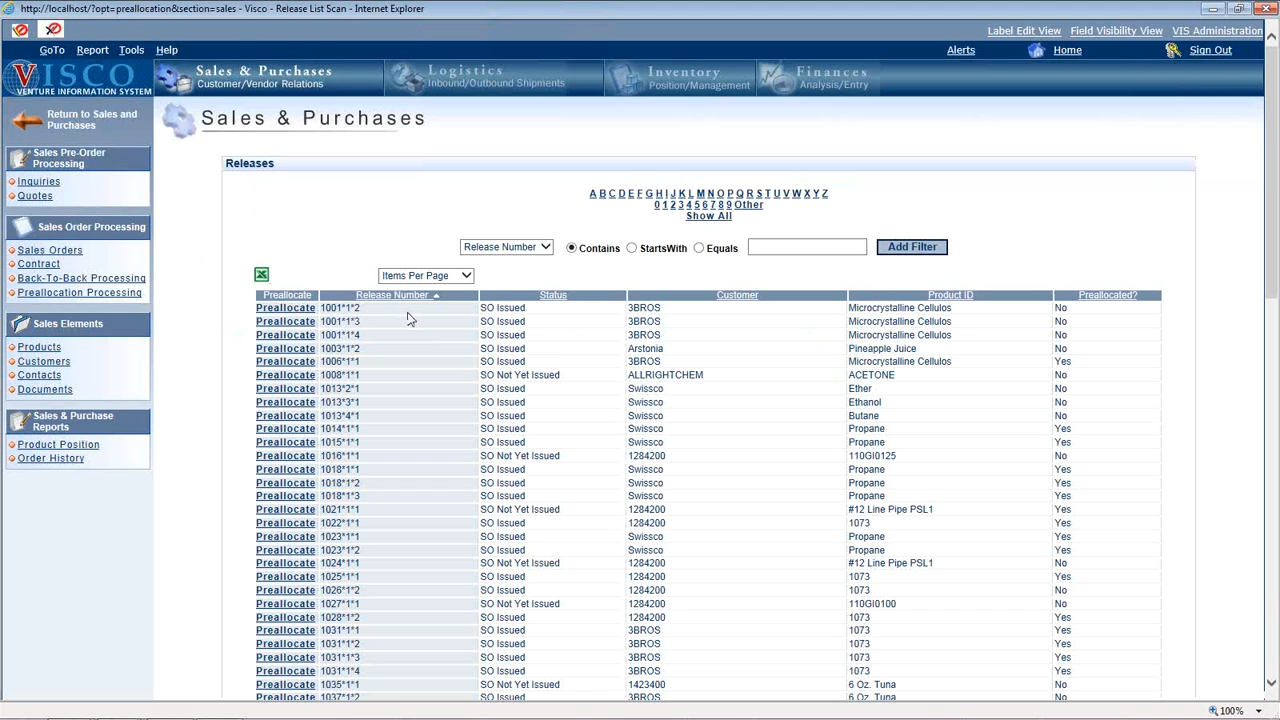 http://localhost/?opt=preallocation&section=sales - Visco - Release List Scan - Internet Explorer
Label Edit View Field Visibility View VIS Administration
GoTo Report Tools Help Alerts Home Sign Out
VISCO
VENTURE INFORMATION SYSTEM
Sales & Purchases
Customer/Vendor Relations
Logistics
Inbound/Outbound Shipments
Inventory
Position/Management
Finances
Analysis/Entry
Return to Sales and
Purchases
Sales Pre-Order
Processing
Inquiries
Quotes
Sales Order Processing
Sales Orders
Contract
Back-To-Back Processing
Preallocation Processing
Sales Elements
Products
Customers
Contacts
Documents
Sales & Purchase
Reports
Product Position
Order History
Sales & Purchases
Releases
A B C D E F G H I J K L M N O P Q R S T U V W X Y Z
0 1 2 3 4 5 6 7 8 9 Other
Show All
Release Number Contains StartsWith Equals Add Filter
Items Per Page
Preallocate Release Number Status Customer Product ID Preallocated?
Preallocate 1001*1*2 SO Issued 3BROS Microcrystalline Cellulos No
Preallocate 1001*1*3 SO Issued 3BROS Microcrystalline Cellulos No
Preallocate 1001*1*4 SO Issued 3BROS Microcrystalline Cellulos No
Preallocate 1003*1*2 SO Issued Arstonia Pineapple Juice No
Preallocate 1006*1*1 SO Issued 3BROS Microcrystalline Cellulos Yes
Preallocate 1008*1*1 SO Not Yet Issued ALLRIGHTCHEM ACETONE No
Preallocate 1013*2*1 SO Issued Swissco Ether No
Preallocate 1013*3*1 SO Issued Swissco Ethanol No
Preallocate 1013*4*1 SO Issued Swissco Butane No
Preallocate 1014*1*1 SO Issued Swissco Propane Yes
Preallocate 1015*1*1 SO Issued Swissco Propane Yes
Preallocate 1016*1*1 SO Not Yet Issued 1284200 110GI0125 No
Preallocate 1018*1*1 SO Issued Swissco Propane Yes
Preallocate 1018*1*2 SO Issued Swissco Propane Yes
Preallocate 1018*1*3 SO Issued Swissco Propane Yes
Preallocate 1021*1*1 SO Not Yet Issued 1284200 #12 Line Pipe PSL1 Yes
Preallocate 1022*1*1 SO Issued 1284200 1073 Yes
Preallocate 1023*1*1 SO Issued Swissco Propane Yes
Preallocate 1023*1*2 SO Issued Swissco Propane Yes
Preallocate 1024*1*1 SO Not Yet Issued 1284200 #12 Line Pipe PSL1 No
Preallocate 1025*1*1 SO Issued 1284200 1073 Yes
Preallocate 1026*1*2 SO Issued 1284200 1073 No
Preallocate 1027*1*1 SO Not Yet Issued 1284200 110GI0100 No
Preallocate 1028*1*2 SO Issued 1284200 1073 Yes
Preallocate 1031*1*1 SO Issued 3BROS 1073 Yes
Preallocate 1031*1*2 SO Issued 3BROS 1073 Yes
Preallocate 1031*1*3 SO Issued 3BROS 1073 Yes
Preallocate 1031*1*4 SO Issued 3BROS 1073 Yes
Preallocate 1035*1*1 SO Not Yet Issued 1423400 6 Oz. Tuna No
Preallocate 1037*1*2 SO Issued 3BROS 6 Oz. Tuna Yes
100%